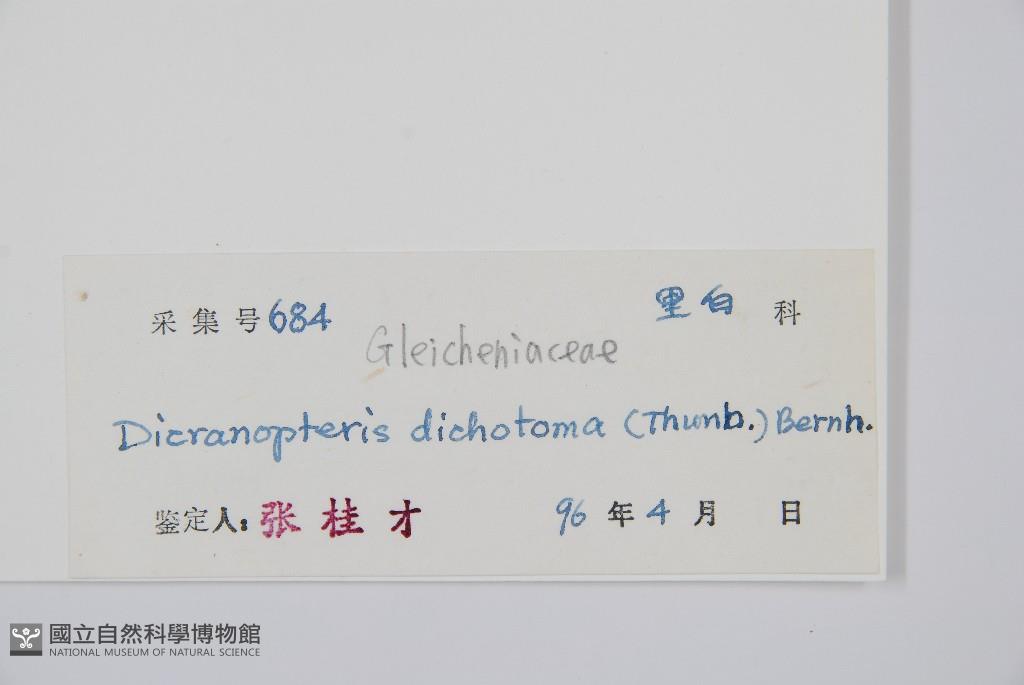 采集号684 里白 科
Gleicheniaceae
Dicranopteris dichotoma (Thunb.) Bernh.
鉴定人: 张桂才 96年4月 日
國立自然科學博物館
NATIONAL MUSEUM OF NATURAL SCIENCE